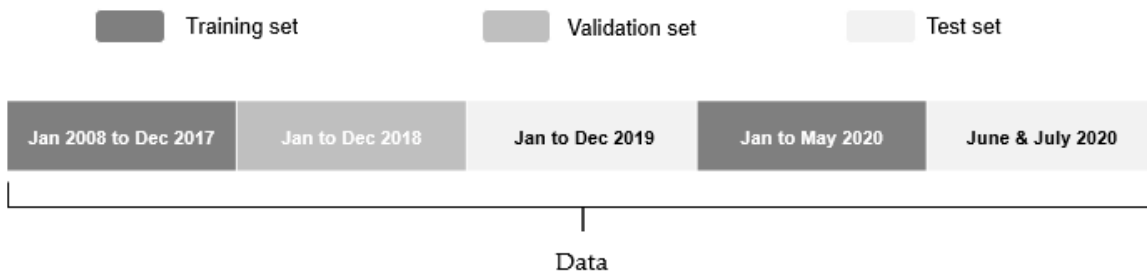 Training set
Validation set
Test set
Jan 2008 to Dec 2017
Jan to Dec 2018
Jan to Dec 2019
Jan to May 2020
June & July 2020
Data